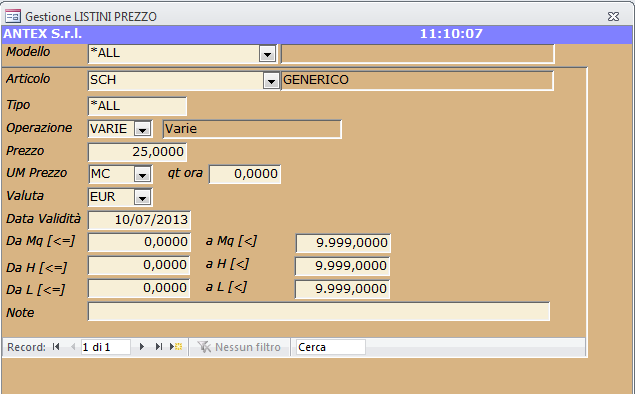 Gestione LISTINI PREZZO
ANTEX S.r.l. 11:10:07
Modello *ALL
Articolo SCH GENERICO
Tipo *ALL
Operazione VARIE Varie
Prezzo 25,0000
UM Prezzo MC qt ora 0,0000
Valuta EUR
Data Validità 10/07/2013
Da Mq [<=] 0,0000 a Mq [<] 9.999,0000
Da H [<=] 0,0000 a H [<] 9.999,0000
Da L [<=] 0,0000 a L [<] 9.999,0000
Note
Record: 1 di 1 Nessun filtro Cerca